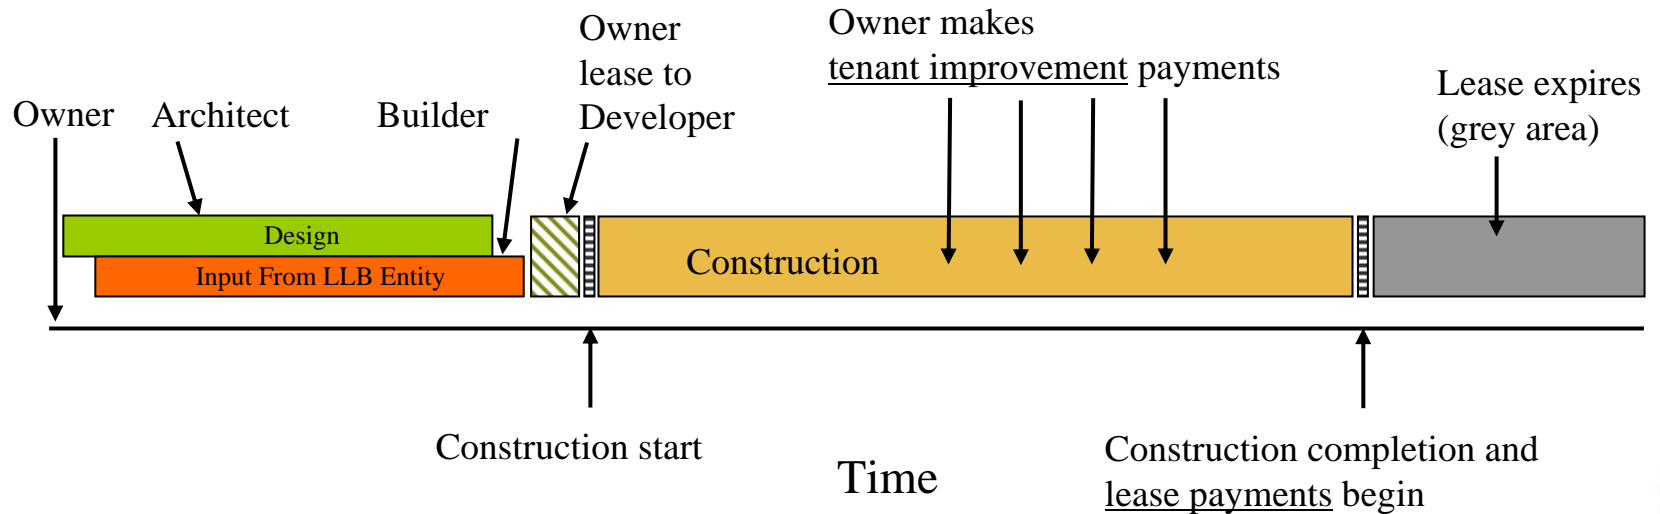 Owner
lease to
Developer
Owner makes
tenant improvement payments
Lease expires
(grey area)
Owner
Architect
Builder
Design
Input From LLB Entity
Construction
Construction start
Time
Construction completion and
lease payments begin